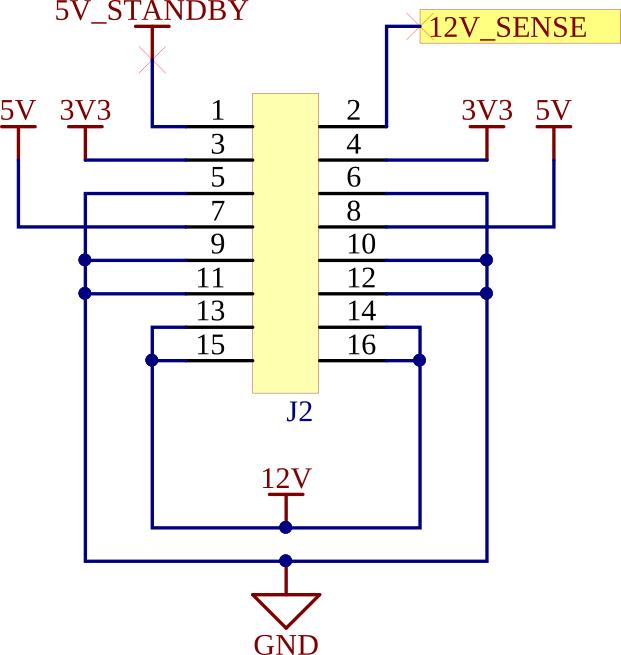 5V_STANDBY
12V_SENSE
5V 3V3 1 2 3V3 5V
3 4
5 6
7 8
9 10
11 12
13 14
15 16
J2
12V
GND